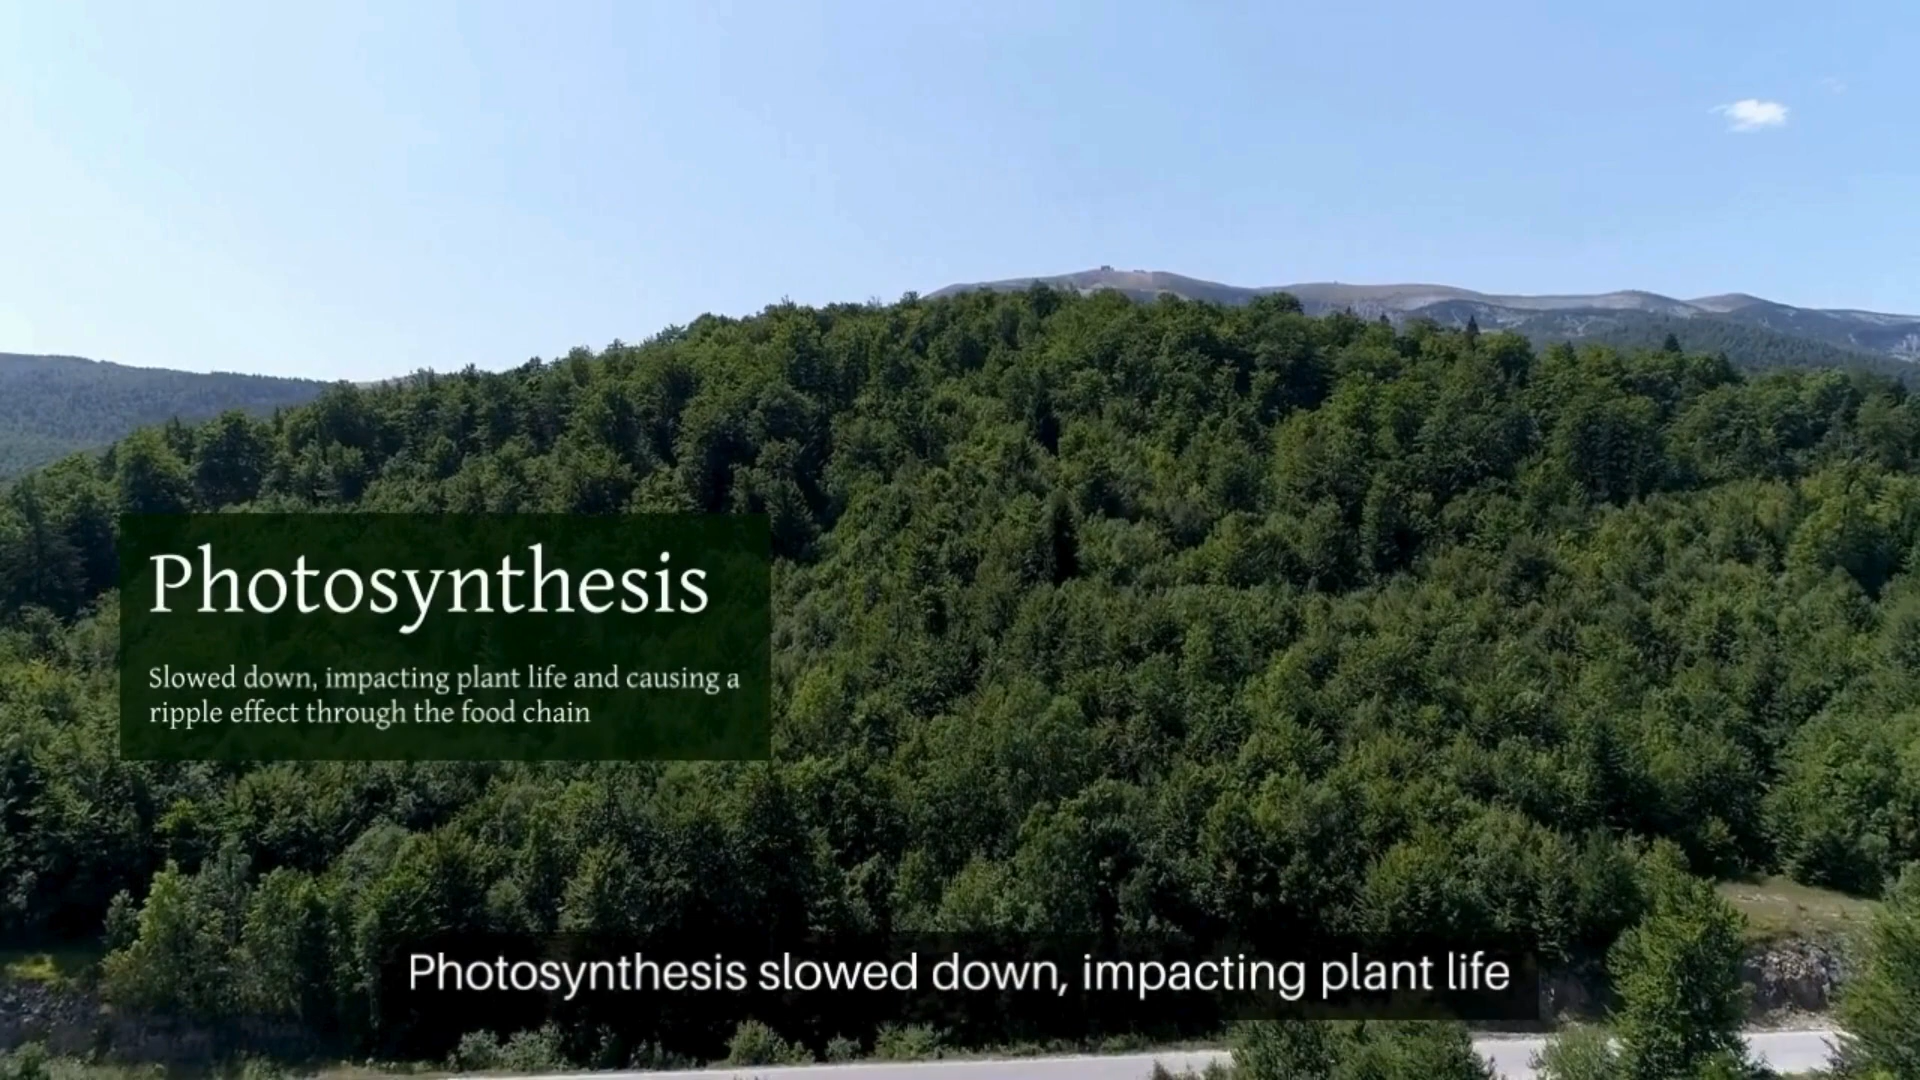 Photosynthesis
Slowed down, impacting plant life and causing a
ripple effect through the food chain
Photosynthesis slowed down, impacting plant life